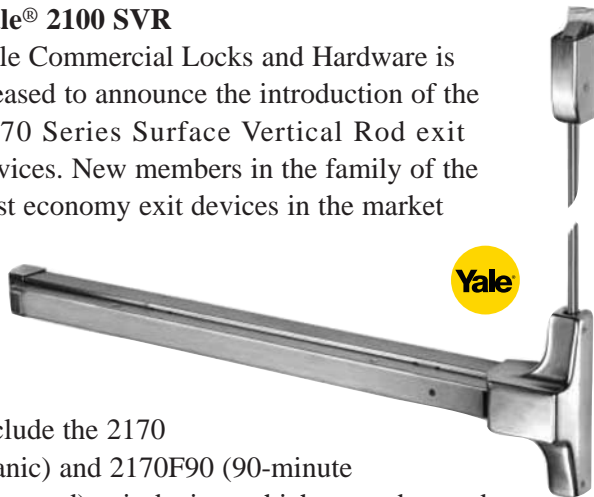 le® 2100 SVR
le Commercial Locks and Hardware is
eased to announce the introduction of the
70 Series Surface Vertical Rod exit
vices. New members in the family of the
st economy exit devices in the market
Yale
clude the 2170
anic) and 2170F90 (90-minute